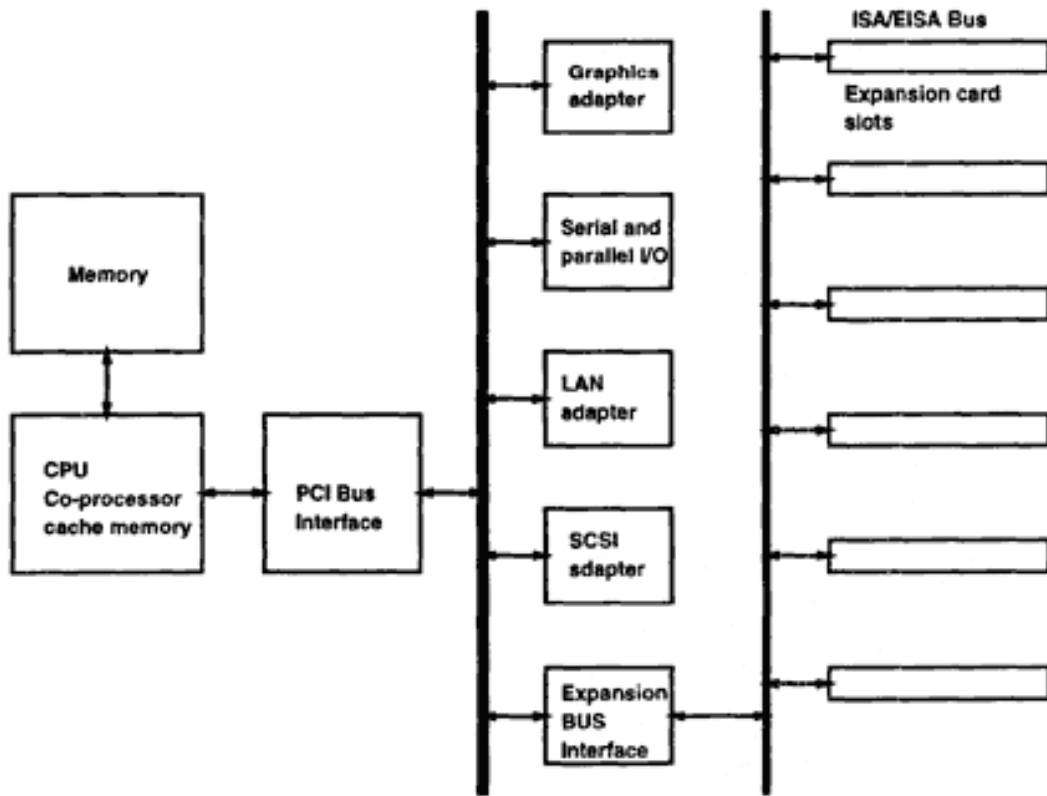 ISA/EISA Bus
Graphics
adapter
Expansion card
slots
Serial and
parallel I/O
Memory
LAN
adapter
CPU
Co-processor
cache memory
PCI Bus
Interface
SCSI
sdapter
Expansion
BUS
Interface